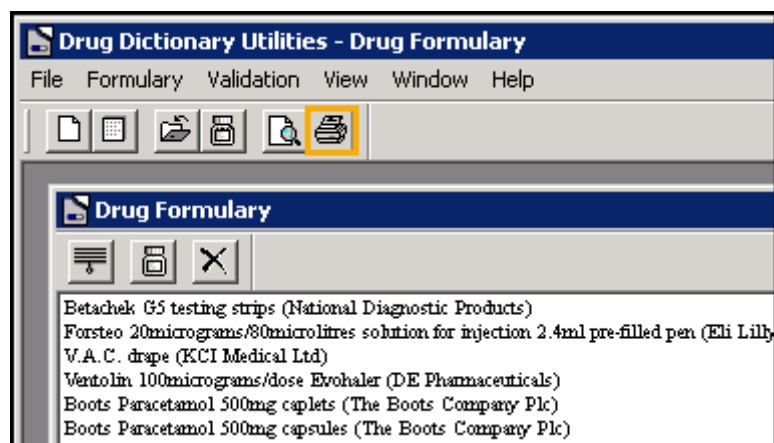 Drug Dictionary Utilities - Drug Formulary
File Formulary Validation View Window Help
Drug Formulary
Betachek G5 testing strips (National Diagnostic Products)
Forsteo 20micrograms/80microlitres solution for injection 2.4ml pre-filled pen (Eli Lilly
V.A.C. drape (KCI Medical Ltd)
Ventolin 100micrograms/dose Evohaler (DE Pharmaceuticals)
Boots Paracetamol 500mg caplets (The Boots Company Plc)
Boots Paracetamol 500mg capsules (The Boots Company Plc)